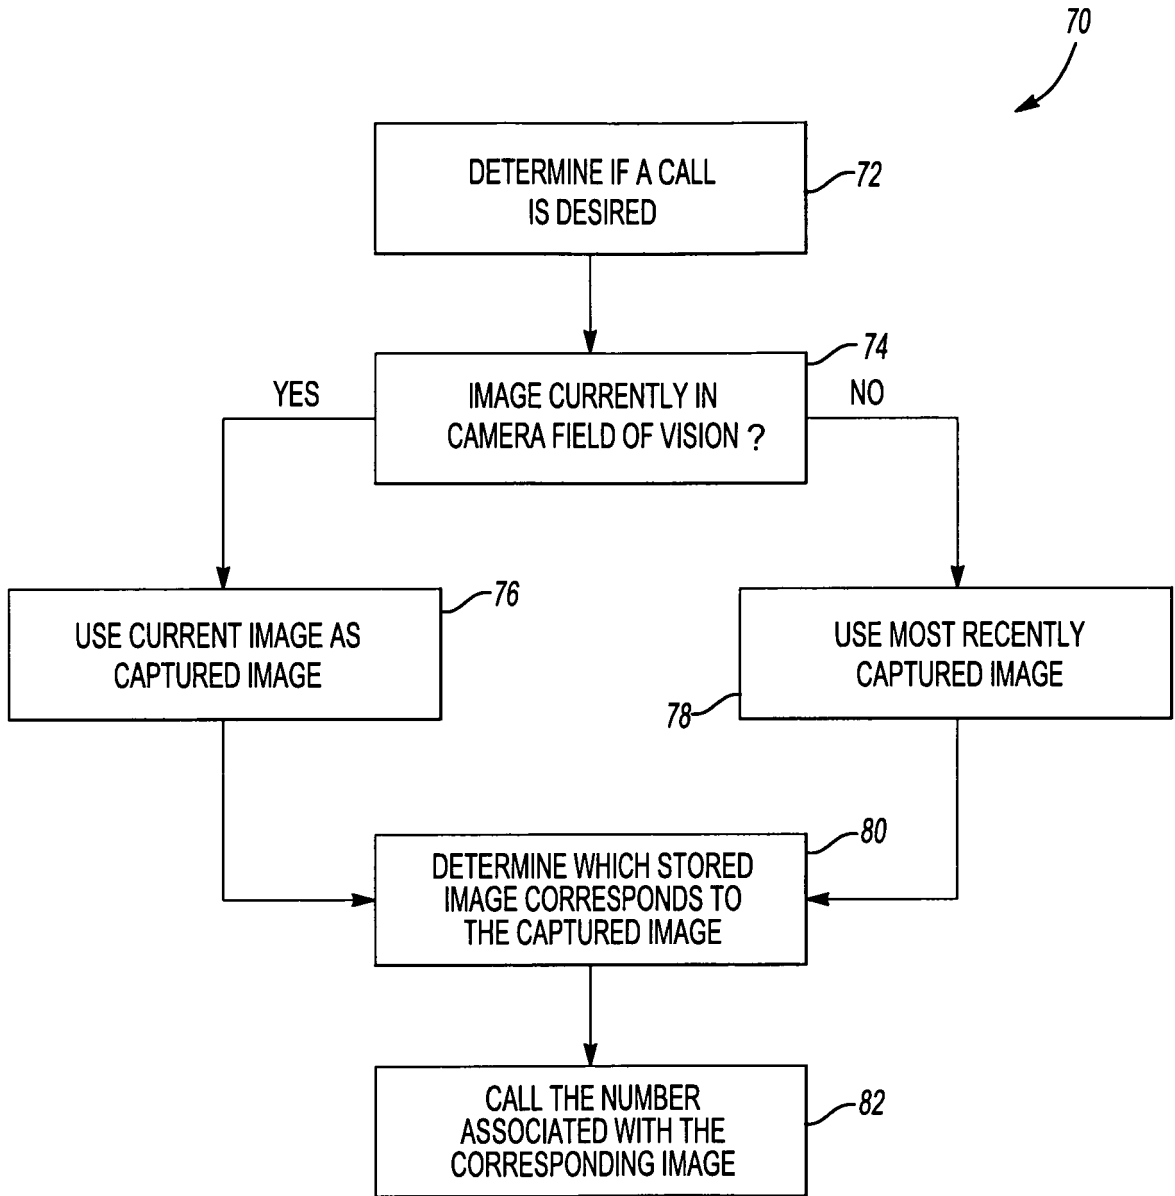 70
DETERMINE IF A CALL
IS DESIRED
72
74
YES
IMAGE CURRENTLY IN
CAMERA FIELD OF VISION ?
NO
76
USE CURRENT IMAGE AS
CAPTURED IMAGE
USE MOST RECENTLY
CAPTURED IMAGE
78
80
DETERMINE WHICH STORED
IMAGE CORRESPONDS TO
THE CAPTURED IMAGE
CALL THE NUMBER
ASSOCIATED WITH THE
CORRESPONDING IMAGE
82